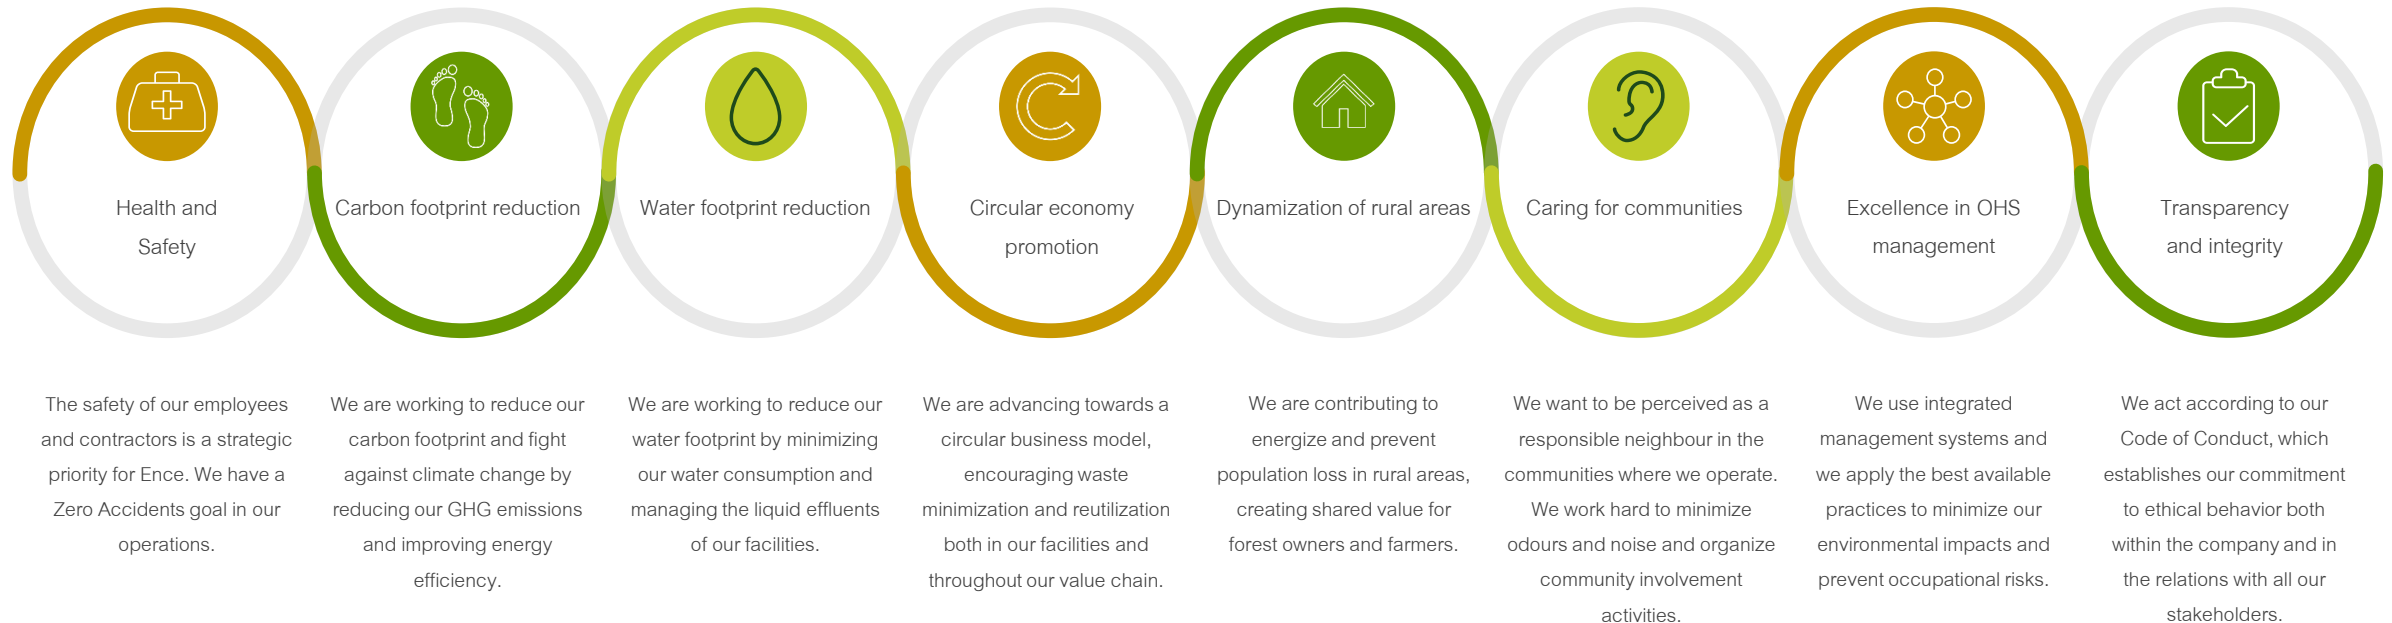 Health and
Safety
Carbon footprint reduction
Water footprint reduction
Circular economy
promotion
Dynamization of rural areas
Caring for communities
Excellence in OHS
management
Transparency
and integrity
The safety of our employees
and contractors is a strategic
priority for Ence. We have a
Zero Accidents goal in our
operations.
We are working to reduce our
carbon footprint and fight
against climate change by
reducing our GHG emissions
and improving energy
efficiency.
We are working to reduce our
water footprint by minimizing
our water consumption and
managing the liquid effluents
of our facilities.
We are advancing towards a
circular business model,
encouraging waste
minimization and reutilization
both in our facilities and
throughout our value chain.
We are contributing to
energize and prevent
population loss in rural areas,
creating shared value for
forest owners and farmers.
We want to be perceived as a
responsible neighbour in the
communities where we operate.
We work hard to minimize
odours and noise and organize
community involvement
activities.
We use integrated
management systems and
we apply the best available
practices to minimize our
environmental impacts and
prevent occupational risks.
We act according to our
Code of Conduct, which
establishes our commitment
to ethical behavior both
within the company and in
the relations with all our
stakeholders.